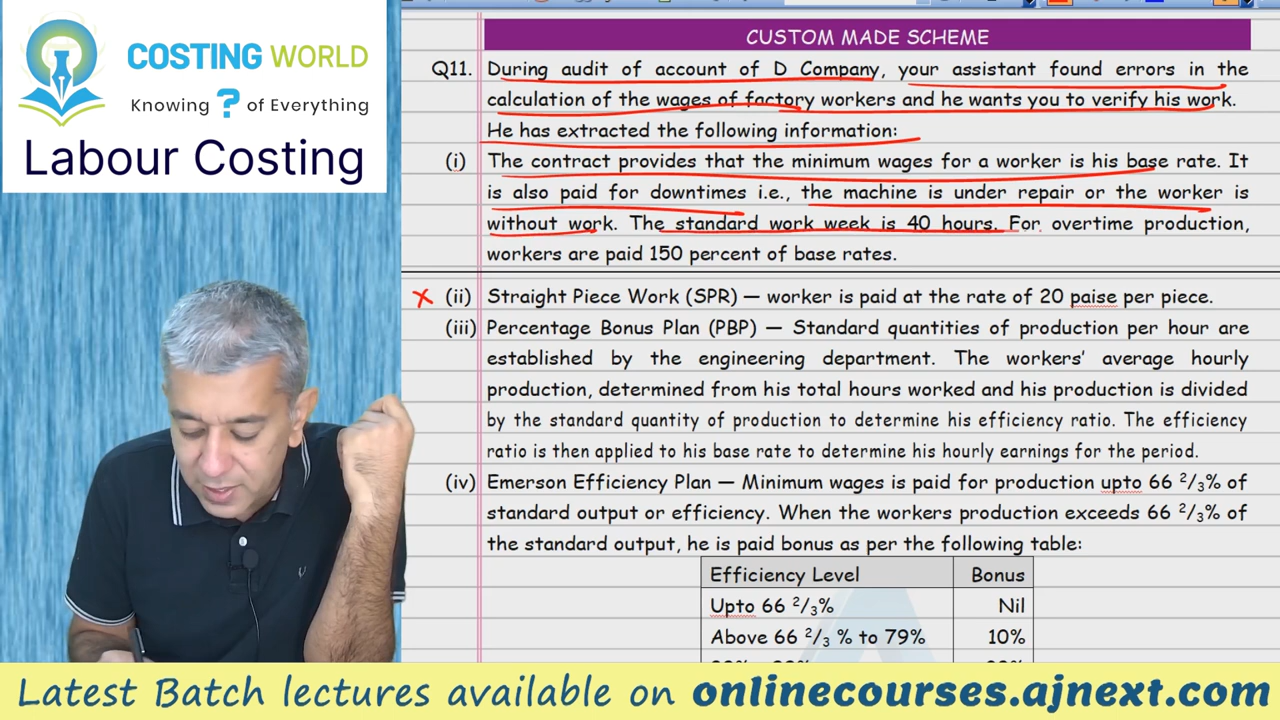 COSTING WORLD
Knowing ? of Everything
Labour Costing
CUSTOM MADE SCHEME
Q11. During audit of account of D Company, your assistant found errors in the
calculation of the wages of factory workers and he wants you to verify his work.
He has extracted the following information:
(i) The contract provides that the minimum wages for a worker is his base rate. It
is also paid for downtimes i.e., the machine is under repair or the worker is
without work. The standard work week is 40 hours. For overtime production,
workers are paid 150 percent of base rates.
(ii) Straight Piece Work (SPR) — worker is paid at the rate of 20 paise per piece.
(iii) Percentage Bonus Plan (PBP) — Standard quantities of production per hour are
established by the engineering department. The workers' average hourly
production, determined from his total hours worked and his production is divided
by the standard quantity of production to determine his efficiency ratio. The efficiency
ratio is then applied to his base rate to determine his hourly earnings for the period.
(iv) Emerson Efficiency Plan — Minimum wages is paid for production upto 66 2/3% of
standard output or efficiency. When the workers production exceeds 66 2/3% of
the standard output, he is paid bonus as per the following table:
Efficiency Level Bonus
Upto 66 2/3% Nil
Above 66 2/3 % to 79% 10%
Latest Batch lectures available on onlinecourses.ajnext.com